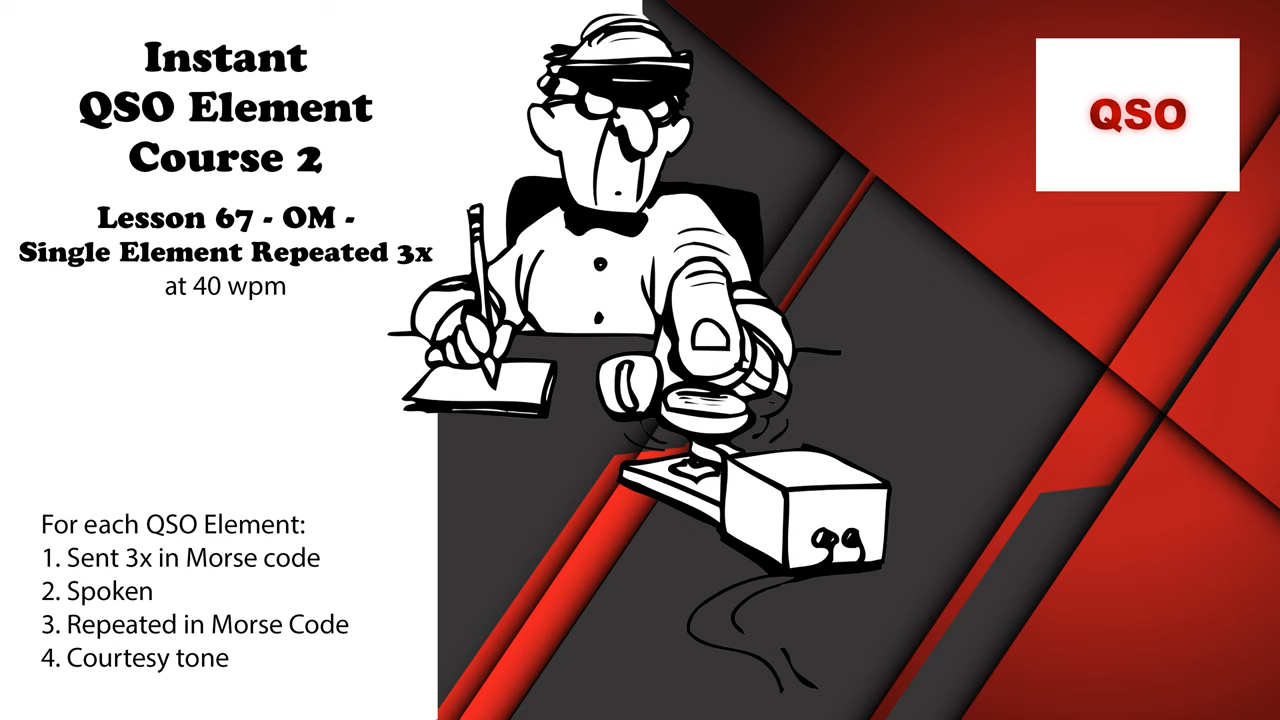 Instant
QSO Element
Course 2
Lesson 67 - OM -
Single Element Repeated 3x
at 40 wpm
QSO
For each QSO Element:
1. Sent 3x in Morse code
2. Spoken
3. Repeated in Morse Code
4. Courtesy tone